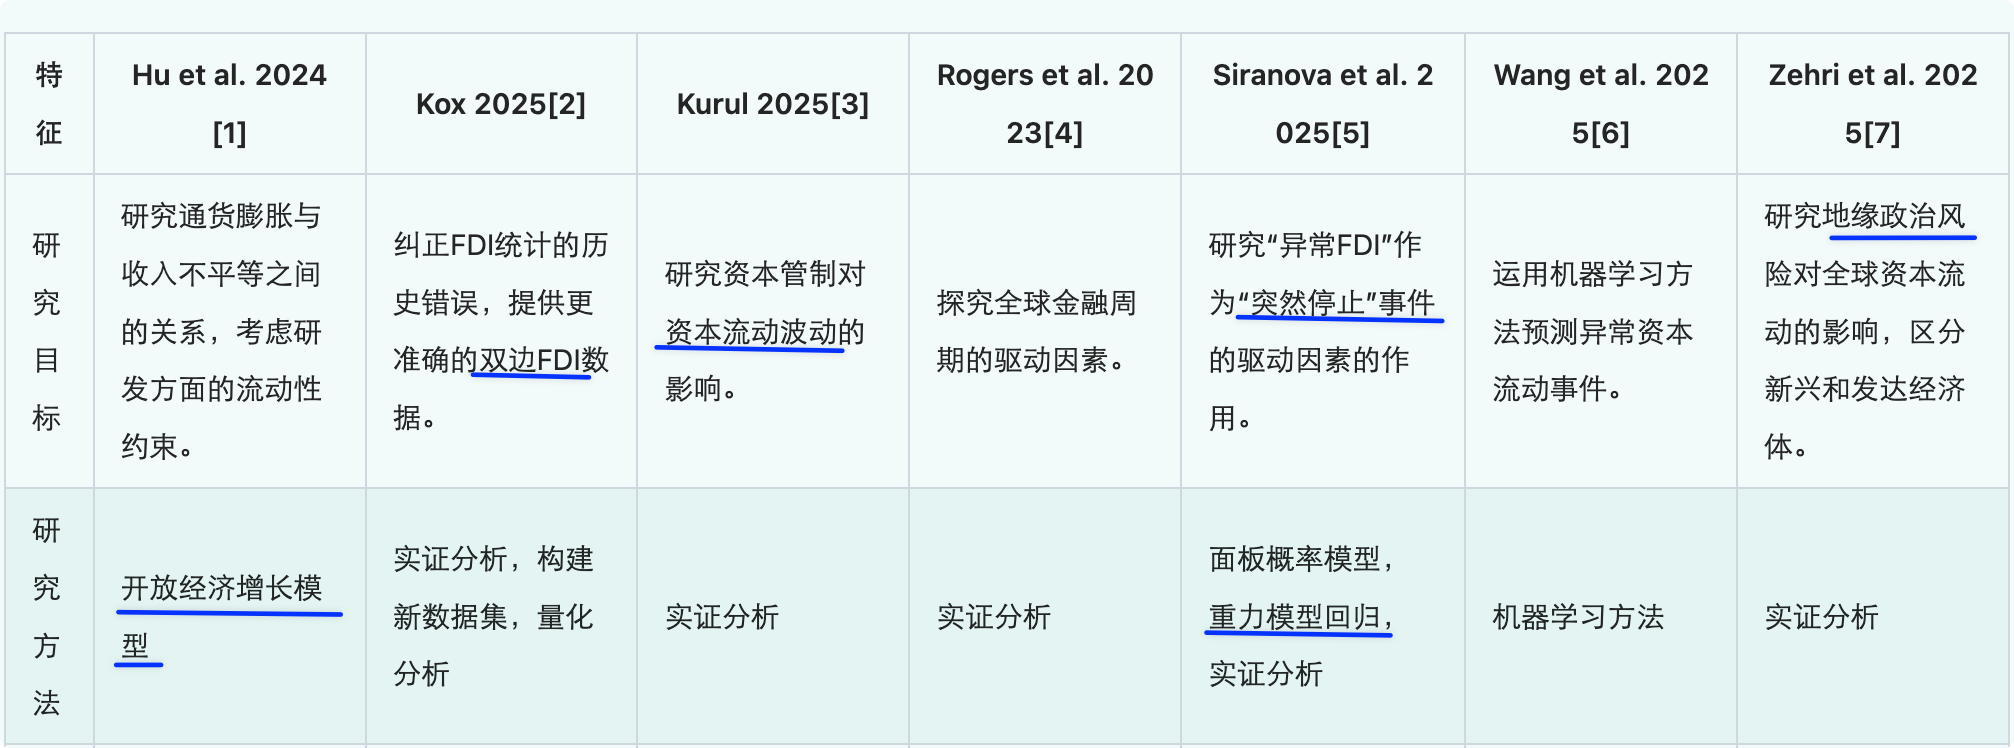 特
征
Hu et al. 2024
[1]
Kox 2025[2]
Kurul 2025[3]
Rogers et al. 20
23[4]
Siranova et al. 2
025[5]
Wang et al. 202
5[6]
Zehri et al. 202
5[7]
研
究
目
标
研究通货膨胀与
收入不平等之间
的关系，考虑研
发方面的流动性
约束。
纠正FDI统计的历
史错误，提供更
准确的双边FDI数
据。
研究资本管制对
资本流动波动的
影响。
探究全球金融周
期的驱动因素。
研究“异常FDI”作
为“突然停止”事件
的驱动因素的作
用。
运用机器学习方
法预测异常资本
流动事件。
研究地缘政治风
险对全球资本流
动的影响，区分
新兴和发达经济
体。
研
究
方
法
开放经济增长模
型
实证分析，构建
新数据集，量化
分析
实证分析
实证分析
面板概率模型，
重力模型回归，
实证分析
机器学习方法
实证分析